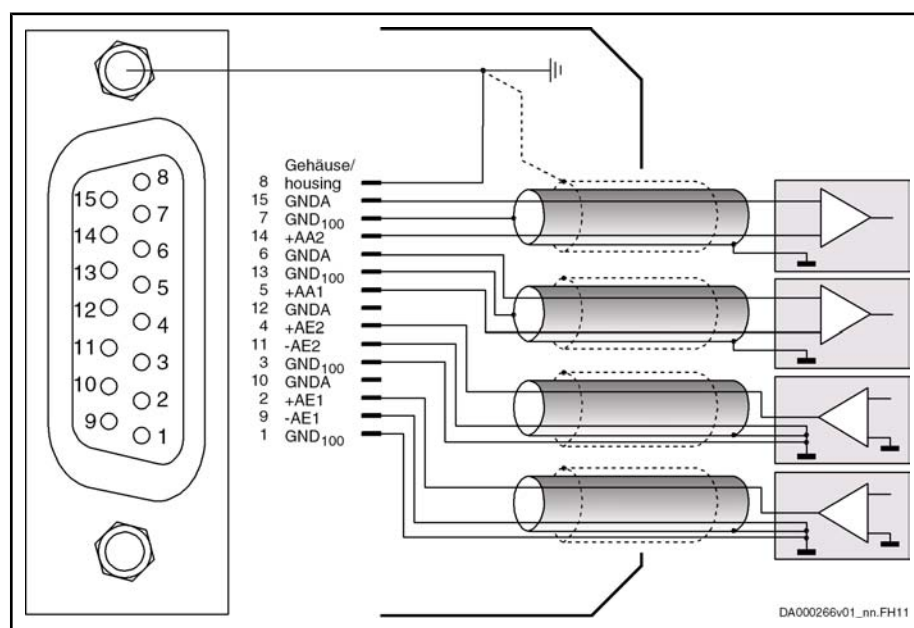 Gehäuse/
8 housing
15 GNDA
7 GND100
14 +AA2
6 GNDA
13 GND100
5 +AA1
12 GNDA
4 +AE2
11 -AE2
3 GND100
10 GNDA
2 +AE1
9 -AE1
1 GND100
8
15
7
14
6
13
5
12
4
11
3
10
2
9
1
DA000266v01_nn.FH11